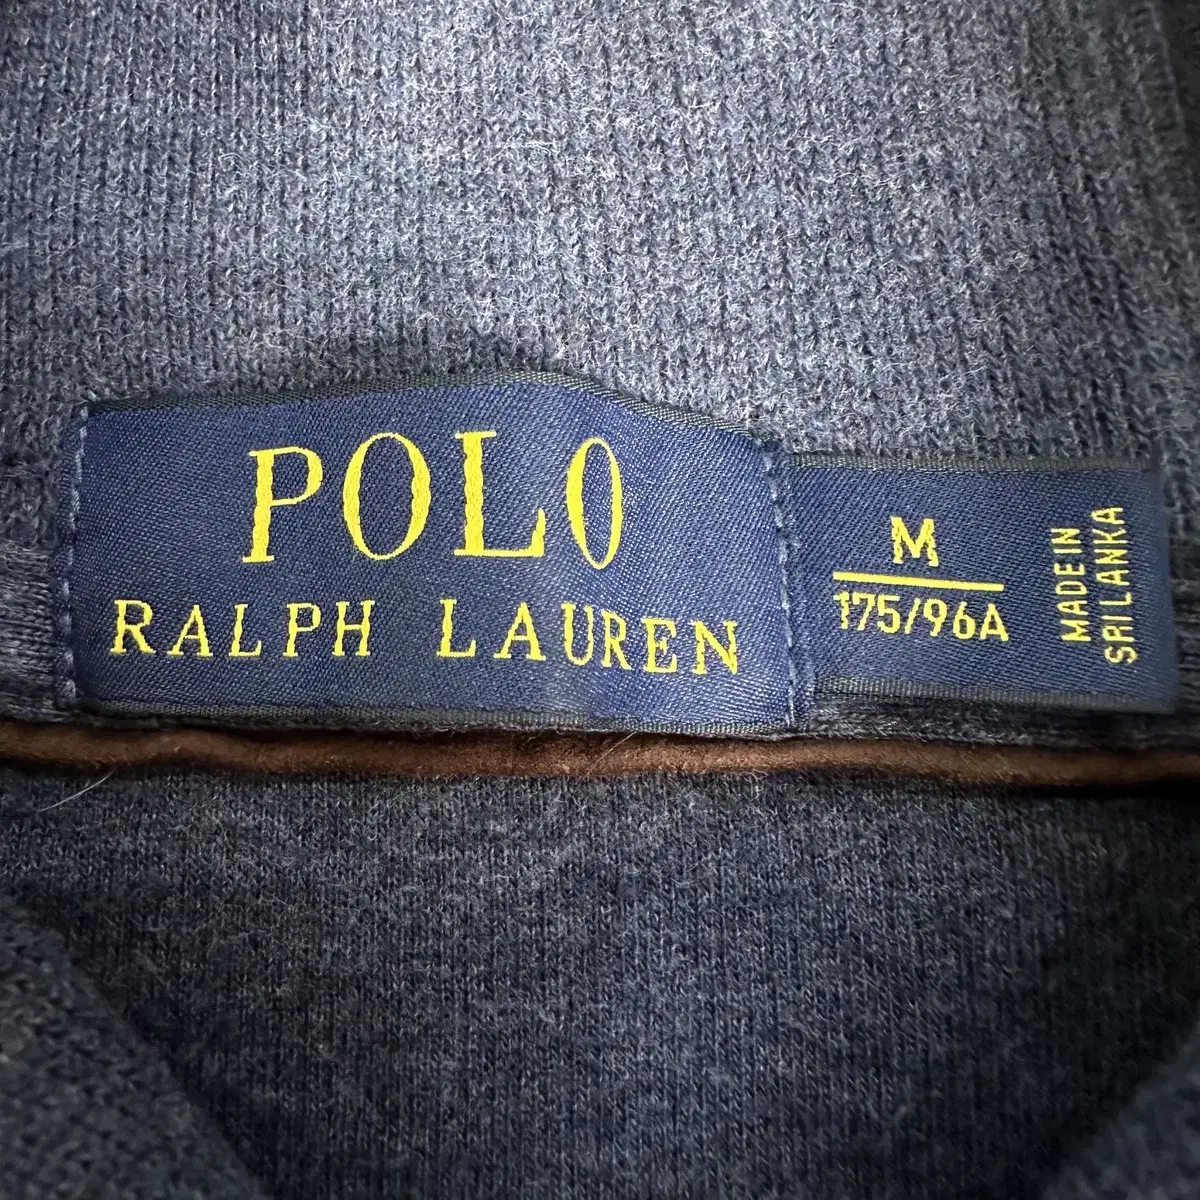 POLO
RALPH LAUREN
M
175/96A
MADE IN
SRI LANKA